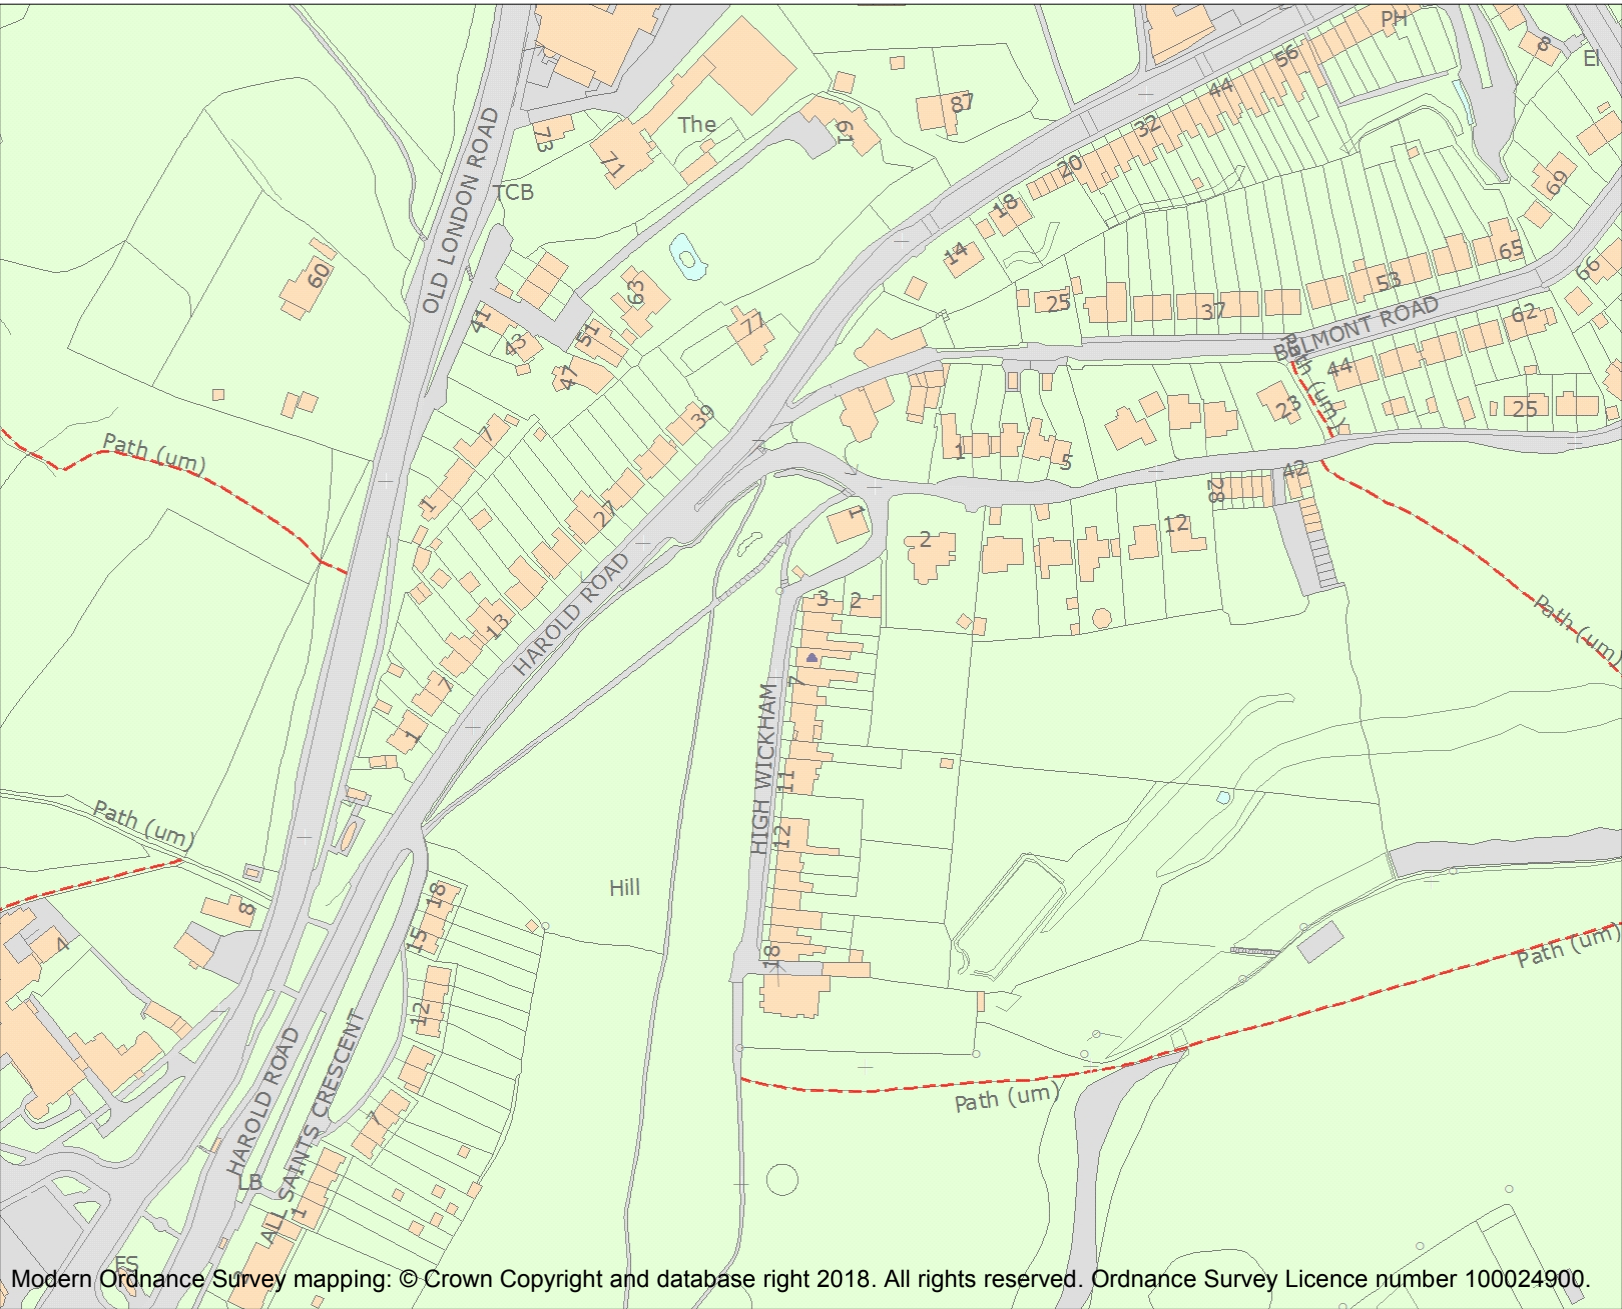 PH
8
El
56
44
87
OLD LONDON ROAD
73
The
61
32
71
20
69
TCB
18
14
65
60
63
25
53
66
37
41
77
BELMONT ROAD
62
51
43
Path (um)
44
47
23
25
39
7
Path (um)
1
5
42
1
28
27
1
12
2
HAROLD ROAD
3
2
Path (um)
13
7
7
1
HIGH WICKHAM
11
Path (um)
12
Hill
18
8
15
4
18
Path (um)
12
HAROLD ROAD
ALL SAINTS CRESCENT
Path (um)
7
LB
1
FS
Modern Ordnance Survey mapping: © Crown Copyright and database right 2018. All rights reserved. Ordnance Survey Licence number 100024900.